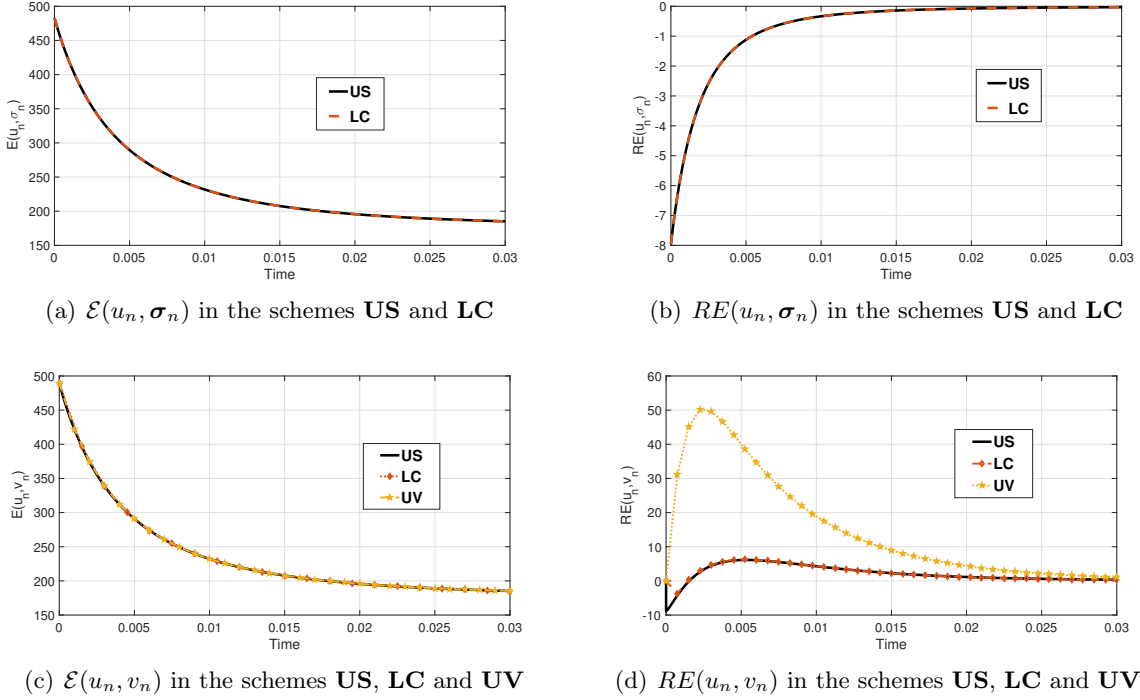 500
450
400
350
300
250
200
150
E(u_n,σ_n)
US
LC
0 0.005 0.01 0.015 0.02 0.025 0.03
Time
(a) ℰ(u_n, σ_n) in the schemes US and LC
0
-1
-2
-3
-4
-5
-6
-7
-8
RE(u_n,σ_n)
US
LC
0 0.005 0.01 0.015 0.02 0.025 0.03
Time
(b) RE(u_n, σ_n) in the schemes US and LC
500
450
400
350
300
250
200
150
E(u_n,v_n)
US
LC
UV
0 0.005 0.01 0.015 0.02 0.025 0.03
Time
(c) ℰ(u_n, v_n) in the schemes US, LC and UV
60
50
40
30
20
10
0
-10
RE(u_n,v_n)
US
LC
UV
0 0.005 0.01 0.015 0.02 0.025 0.03
Time
(d) RE(u_n, v_n) in the schemes US, LC and UV